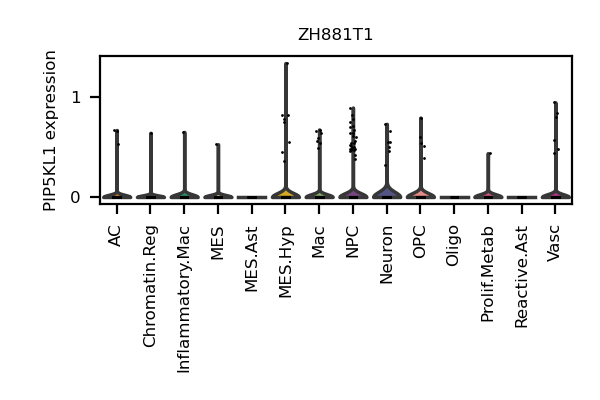 ZH881T1
PIP5KL1 expression
1
0
AC
Chromatin.Reg
Inflammatory.Mac
MES
MES.Ast
MES.Hyp
Mac
NPC
Neuron
OPC
Oligo
Prolif.Metab
Reactive.Ast
Vasc